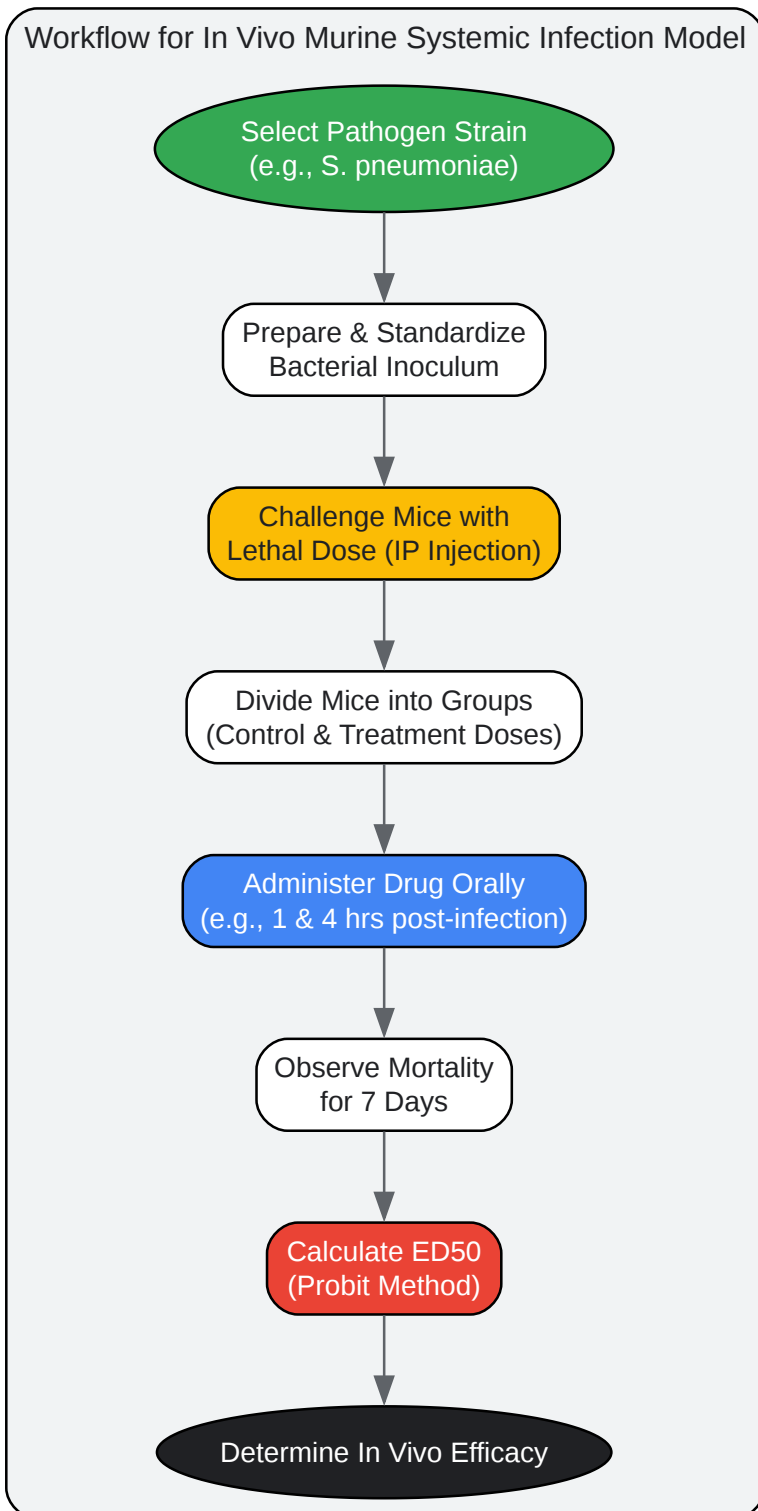 Workflow for In Vivo Murine Systemic Infection Model
Select Pathogen Strain
(e.g., S. pneumoniae)
Prepare & Standardize
Bacterial Inoculum
Challenge Mice with
Lethal Dose (IP Injection)
Divide Mice into Groups
(Control & Treatment Doses)
Administer Drug Orally
(e.g., 1 & 4 hrs post-infection)
Observe Mortality
for 7 Days
Calculate ED50
(Probit Method)
Determine In Vivo Efficacy